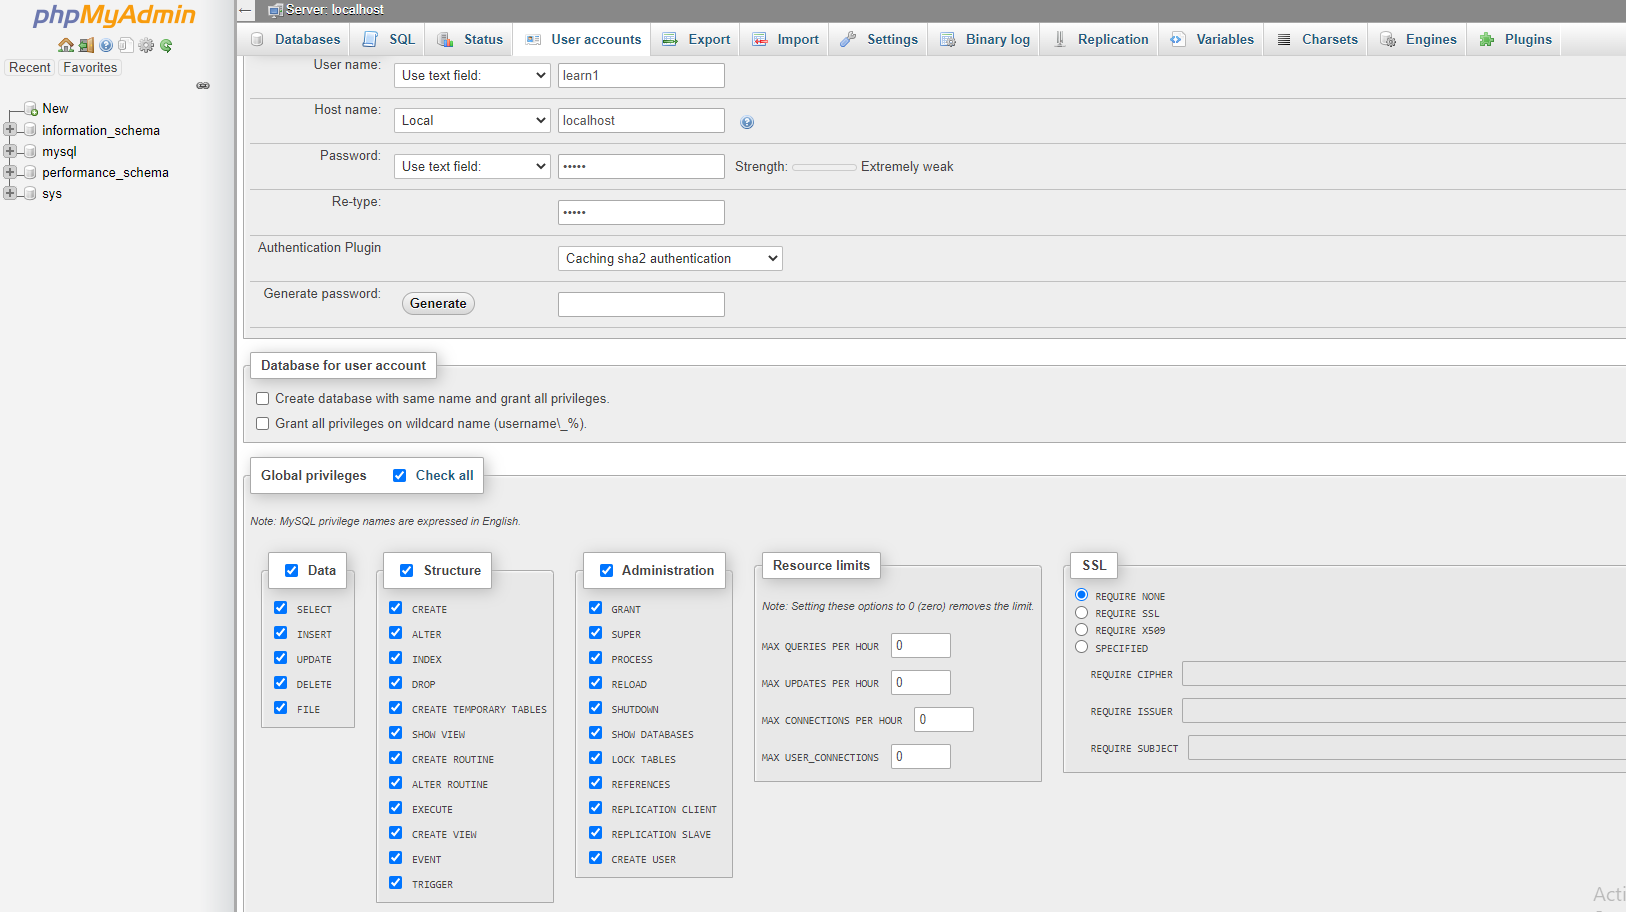 phpMyAdmin
Recent Favorites
New
information_schema
mysql
performance_schema
sys
Server: localhost
Databases SQL Status User accounts Export Import Settings Binary log Replication Variables Charsets Engines Plugins
User name: Use text field: learn1
Host name: Local localhost
Password: Use text field: ••••• Strength: Extremely weak
Re-type: •••••
Authentication Plugin Caching sha2 authentication
Generate password: Generate
Database for user account
Create database with same name and grant all privileges.
Grant all privileges on wildcard name (username\_%).
Global privileges Check all
Note: MySQL privilege names are expressed in English.
Data
SELECT
INSERT
UPDATE
DELETE
FILE
Structure
CREATE
ALTER
INDEX
DROP
CREATE TEMPORARY TABLES
SHOW VIEW
CREATE ROUTINE
ALTER ROUTINE
EXECUTE
CREATE VIEW
EVENT
TRIGGER
Administration
GRANT
SUPER
PROCESS
RELOAD
SHUTDOWN
SHOW DATABASES
LOCK TABLES
REFERENCES
REPLICATION CLIENT
REPLICATION SLAVE
CREATE USER
Resource limits
Note: Setting these options to 0 (zero) removes the limit.
MAX QUERIES PER HOUR 0
MAX UPDATES PER HOUR 0
MAX CONNECTIONS PER HOUR 0
MAX USER_CONNECTIONS 0
SSL
REQUIRE NONE
REQUIRE SSL
REQUIRE X509
SPECIFIED
REQUIRE CIPHER
REQUIRE ISSUER
REQUIRE SUBJECT
Acti